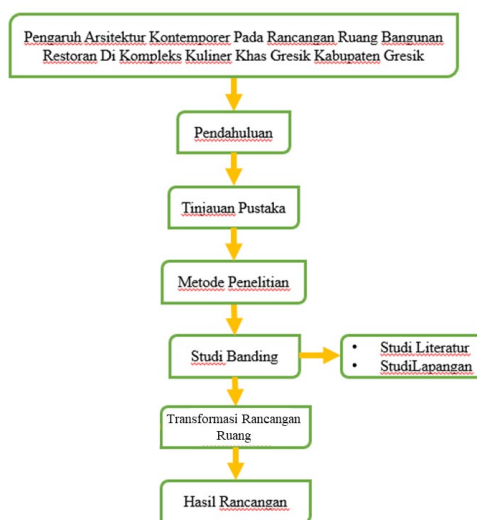 Pengaruh Arsitektur Kontemporer Pada Rancangan Ruang Bangunan
Restoran Di Kompleks Kuliner Khas Gresik Kabupaten Gresik
Pendahuluan
Tinjauan Pustaka
Metode Penelitian
Studi Banding
• Studi Literatur
• StudiLapangan
Transformasi Rancangan
Ruang
Hasil Rancangan